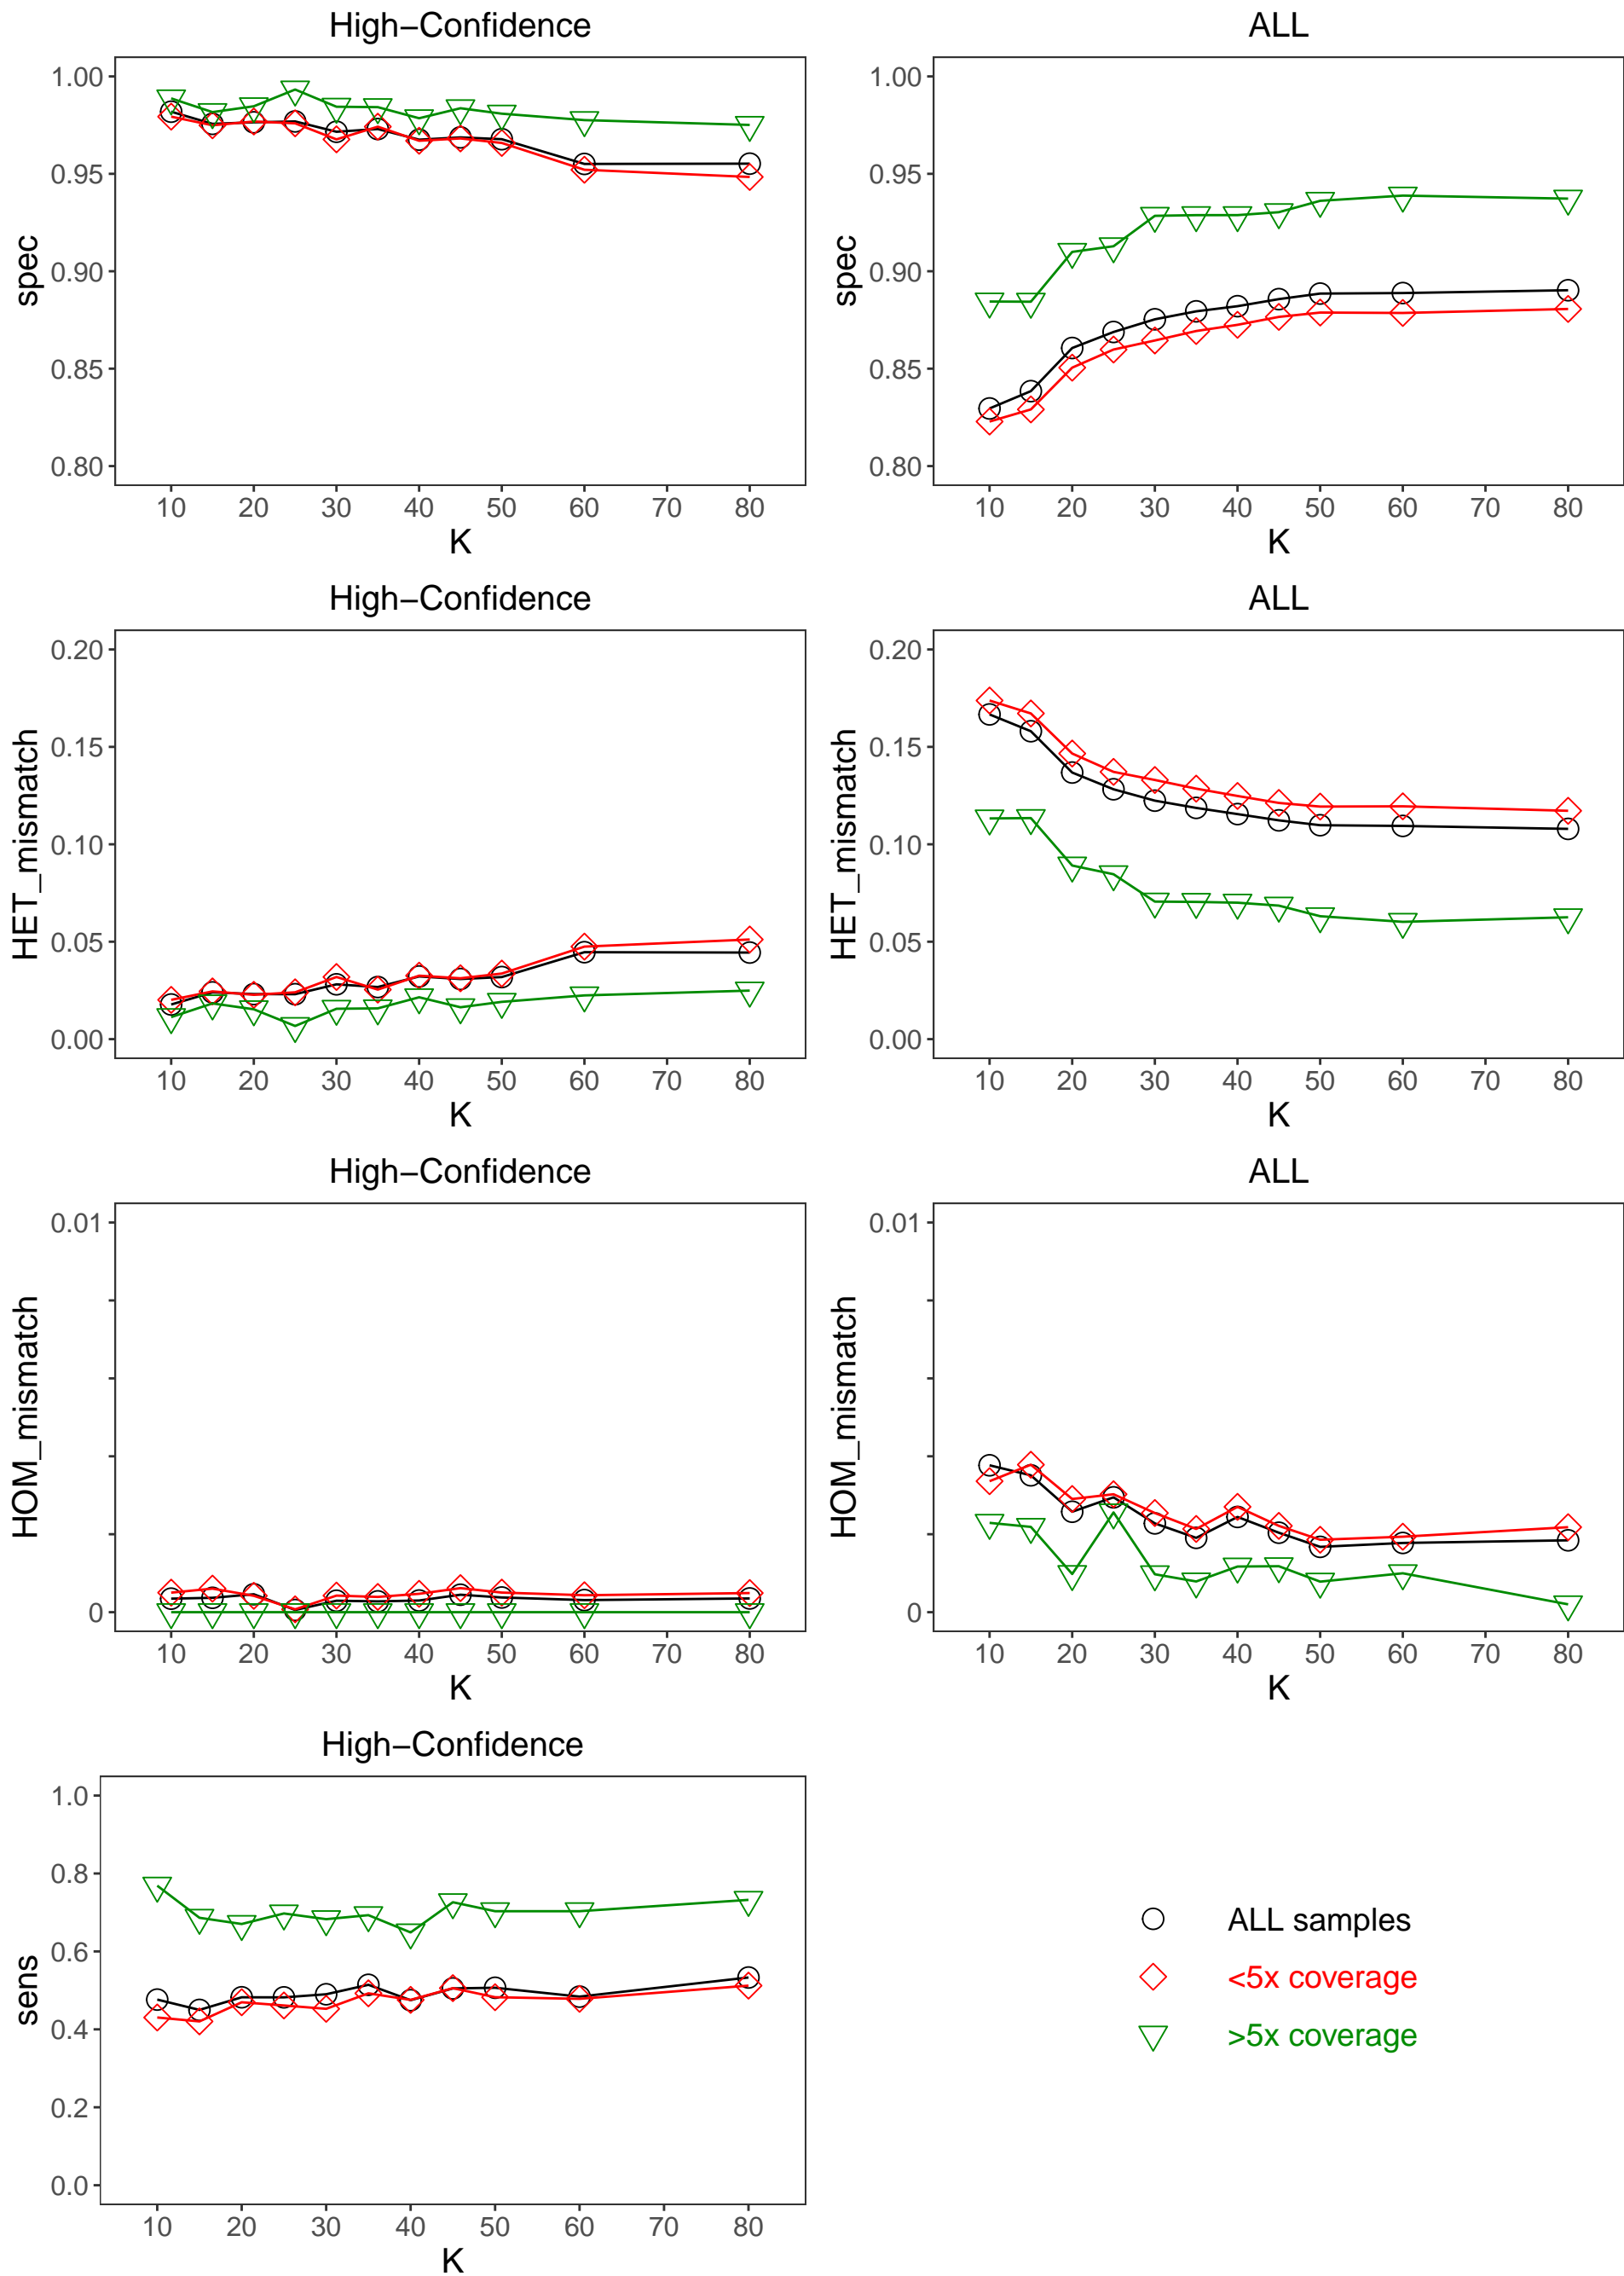 High−Confidence
1.00
0.95
0.90
0.85
0.80
spec
10 20 30 40 50 60 70 80
K
ALL
1.00
0.95
0.90
0.85
0.80
spec
10 20 30 40 50 60 70 80
K
High−Confidence
0.20
0.15
0.10
0.05
0.00
HET_mismatch
10 20 30 40 50 60 70 80
K
ALL
0.20
0.15
0.10
0.05
0.00
HET_mismatch
10 20 30 40 50 60 70 80
K
High−Confidence
0.01
0
HOM_mismatch
10 20 30 40 50 60 70 80
K
ALL
0.01
0
HOM_mismatch
10 20 30 40 50 60 70 80
K
High−Confidence
1.0
0.8
0.6
0.4
0.2
0.0
sens
10 20 30 40 50 60 70 80
K
ALL samples
<5x coverage
>5x coverage